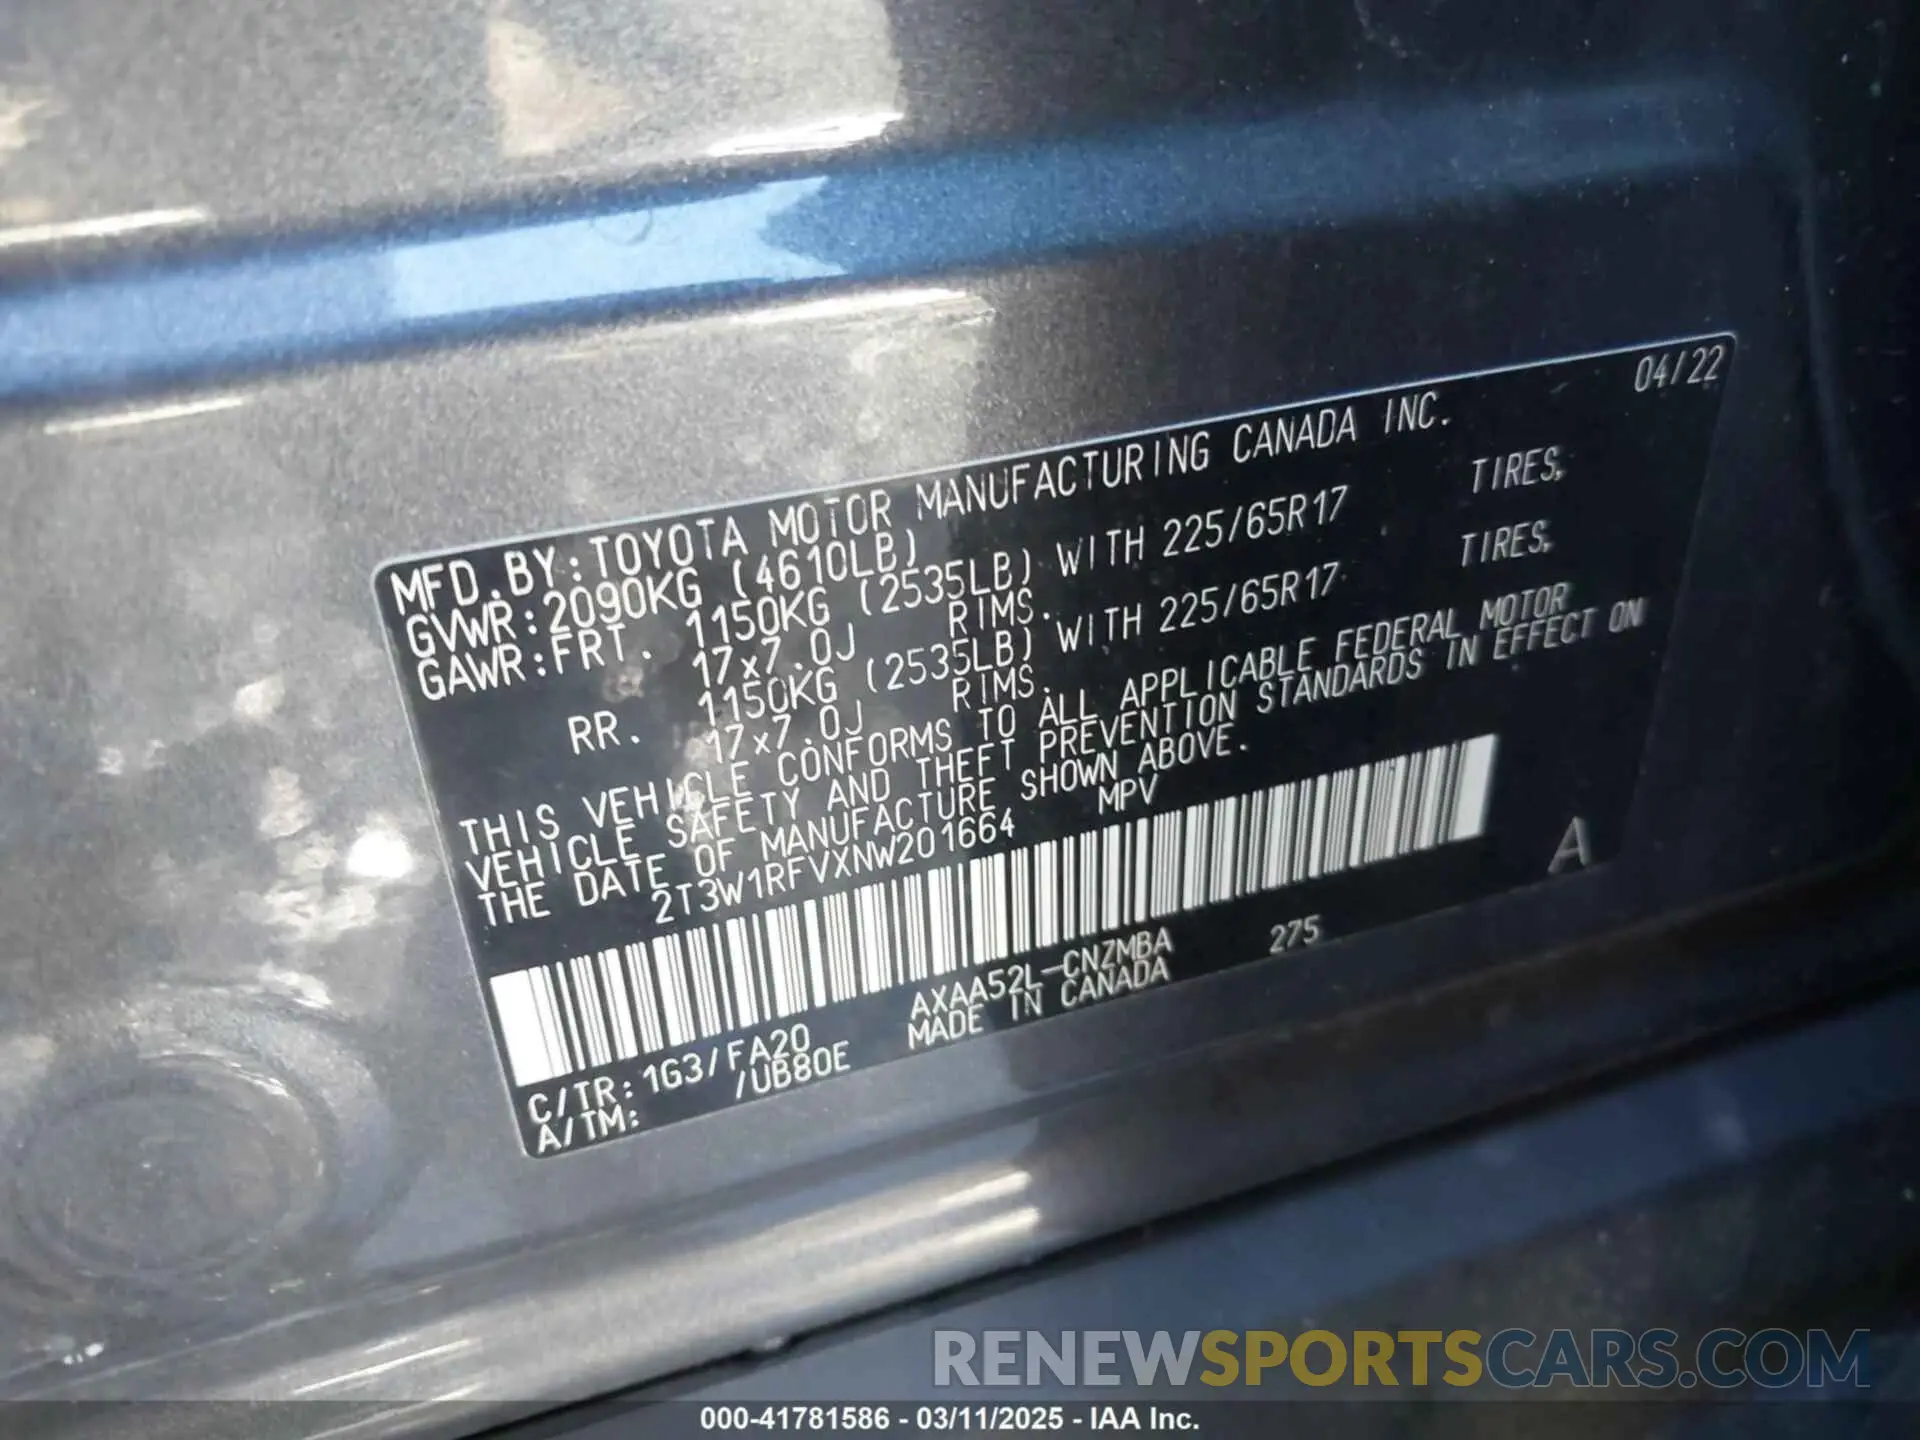 04/22
MFD.BY:TOYOTA MOTOR MANUFACTURING CANADA INC.
GVWR:2090KG (4610LB)
GAWR:FRT. 1150KG (2535LB) WITH 225/65R17 TIRES,
17x7.0J RIMS.
RR. 1150KG (2535LB) WITH 225/65R17 TIRES,
17x7.0J RIMS.
THIS VEHICLE CONFORMS TO ALL APPLICABLE FEDERAL MOTOR
VEHICLE SAFETY AND THEFT PREVENTION STANDARDS IN EFFECT ON
THE DATE OF MANUFACTURE SHOWN ABOVE.
2T3W1RFVXNW201664 MPV
A
C/TR:1G3/FA20 AXAA52L-CNZMBA 275
A/TM: /UB80E MADE IN CANADA
RENEWSPORTSCARS.COM
000-41781586 - 03/11/2025 - IAA Inc.